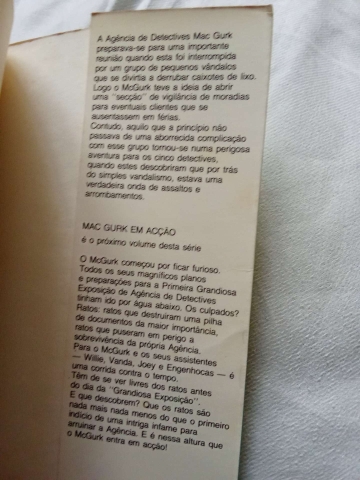 A Agência de Detectives Mac Gurk
preparava-se para uma importante
reunião quando esta foi interrompida
por um grupo de pequenos vândalos
que se divertia a derrubar caixotes de lixo.
Logo o McGurk teve a ideia de abrir
uma "secção" de vigilância de moradias
para eventuais clientes que se
ausentassem em férias.
Contudo, aquilo que a princípio não
passava de uma aborrecida complicação
com esse grupo tornou-se numa perigosa
aventura para os cinco detectives,
quando estes descobriram que por trás
do simples vandalismo, estava uma
verdadeira onda de assaltos e
arrombamentos.
MAC GURK EM ACÇÃO
é o próximo volume desta série
O McGurk começou por ficar furioso.
Todos os seus magníficos planos
e preparações para a Primeira Grandiosa
Exposição de Agência de Detectives
tinham ido por água abaixo. Os culpados?
Ratos: ratos que destruiram uma pilha
de documentos da maior importância,
ratos que puseram em perigo a
sobrevivência da própria Agência.
Para o McGurk e os seus assistentes
— Willie, Vanda, Joey e Engenhocas — é
uma corrida contra o tempo.
Têm de se ver livres dos ratos antes
do dia da "Grandiosa Exposição".
E que descobrem? Que os ratos são
nada mais nada menos do que o primeiro
indício de uma intriga infame para
arruinar a Agência. E é nessa altura que
o McGurk entra em acção!